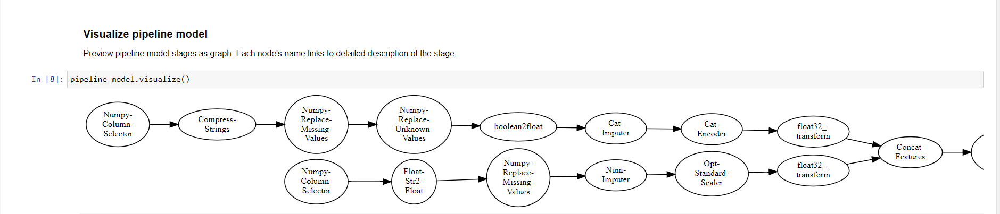 Visualize pipeline model
Preview pipeline model stages as graph. Each node's name links to detailed description of the stage.
In [8]: pipeline_model.visualize()
Numpy-
Column-
Selector
Compress-
Strings
Numpy-
Replace-
Missing-
Values
Numpy-
Replace-
Unknown-
Values
boolean2float
Cat-
Imputer
Cat-
Encoder
float32_-
transform
Numpy-
Column-
Selector
Float-
Str2-
Float
Numpy-
Replace-
Missing-
Values
Num-
Imputer
Opt-
Standard-
Scaler
float32_-
transform
Concat-
Features